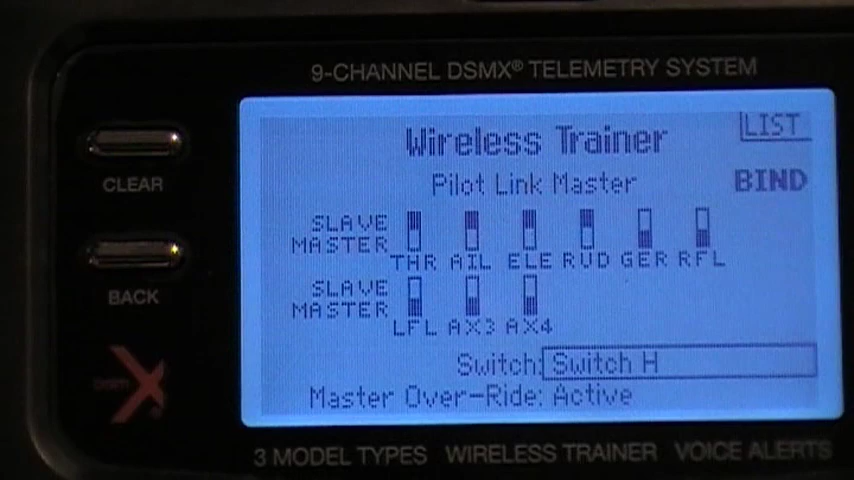 9-CHANNEL DSMX® TELEMETRY SYSTEM
LIST
Wireless Trainer
Pilot Link Master
BIND
CLEAR
SLAVE
MASTER
THR AIL ELE RUD GER RFL
BACK
SLAVE
MASTER
LFL AX3 AX4
Switch: Switch H
DSM X
Master Over-Ride: Active
3 MODEL TYPES WIRELESS TRAINER VOICE ALERTS